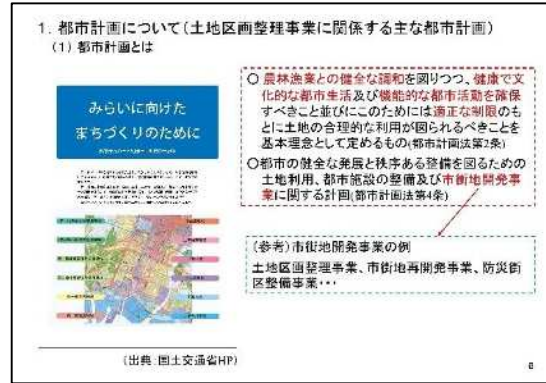 1. 都市計画について(土地区画整理事業に関係する主な都市計画)
(1) 都市計画とは
みらいに向けた
まちづくりのために
○ 農林漁業との健全な調和を図りつつ、健康で文
化的な都市生活及び機能的な都市活動を確保
すべきこと並びにこのためには適正な制限のも
とに土地の合理的な利用が図られるべきことを
基本理念として定めるもの(都市計画法第2条)
○都市の健全な発展と秩序ある整備を図るための
土地利用、都市施設の整備及び市街地開発事
業に関する計画(都市計画法第4条)
(参考)市街地開発事業の例
土地区画整理事業、市街地再開発事業、防災街
区整備事業・・・
(出典:国土交通省HP)